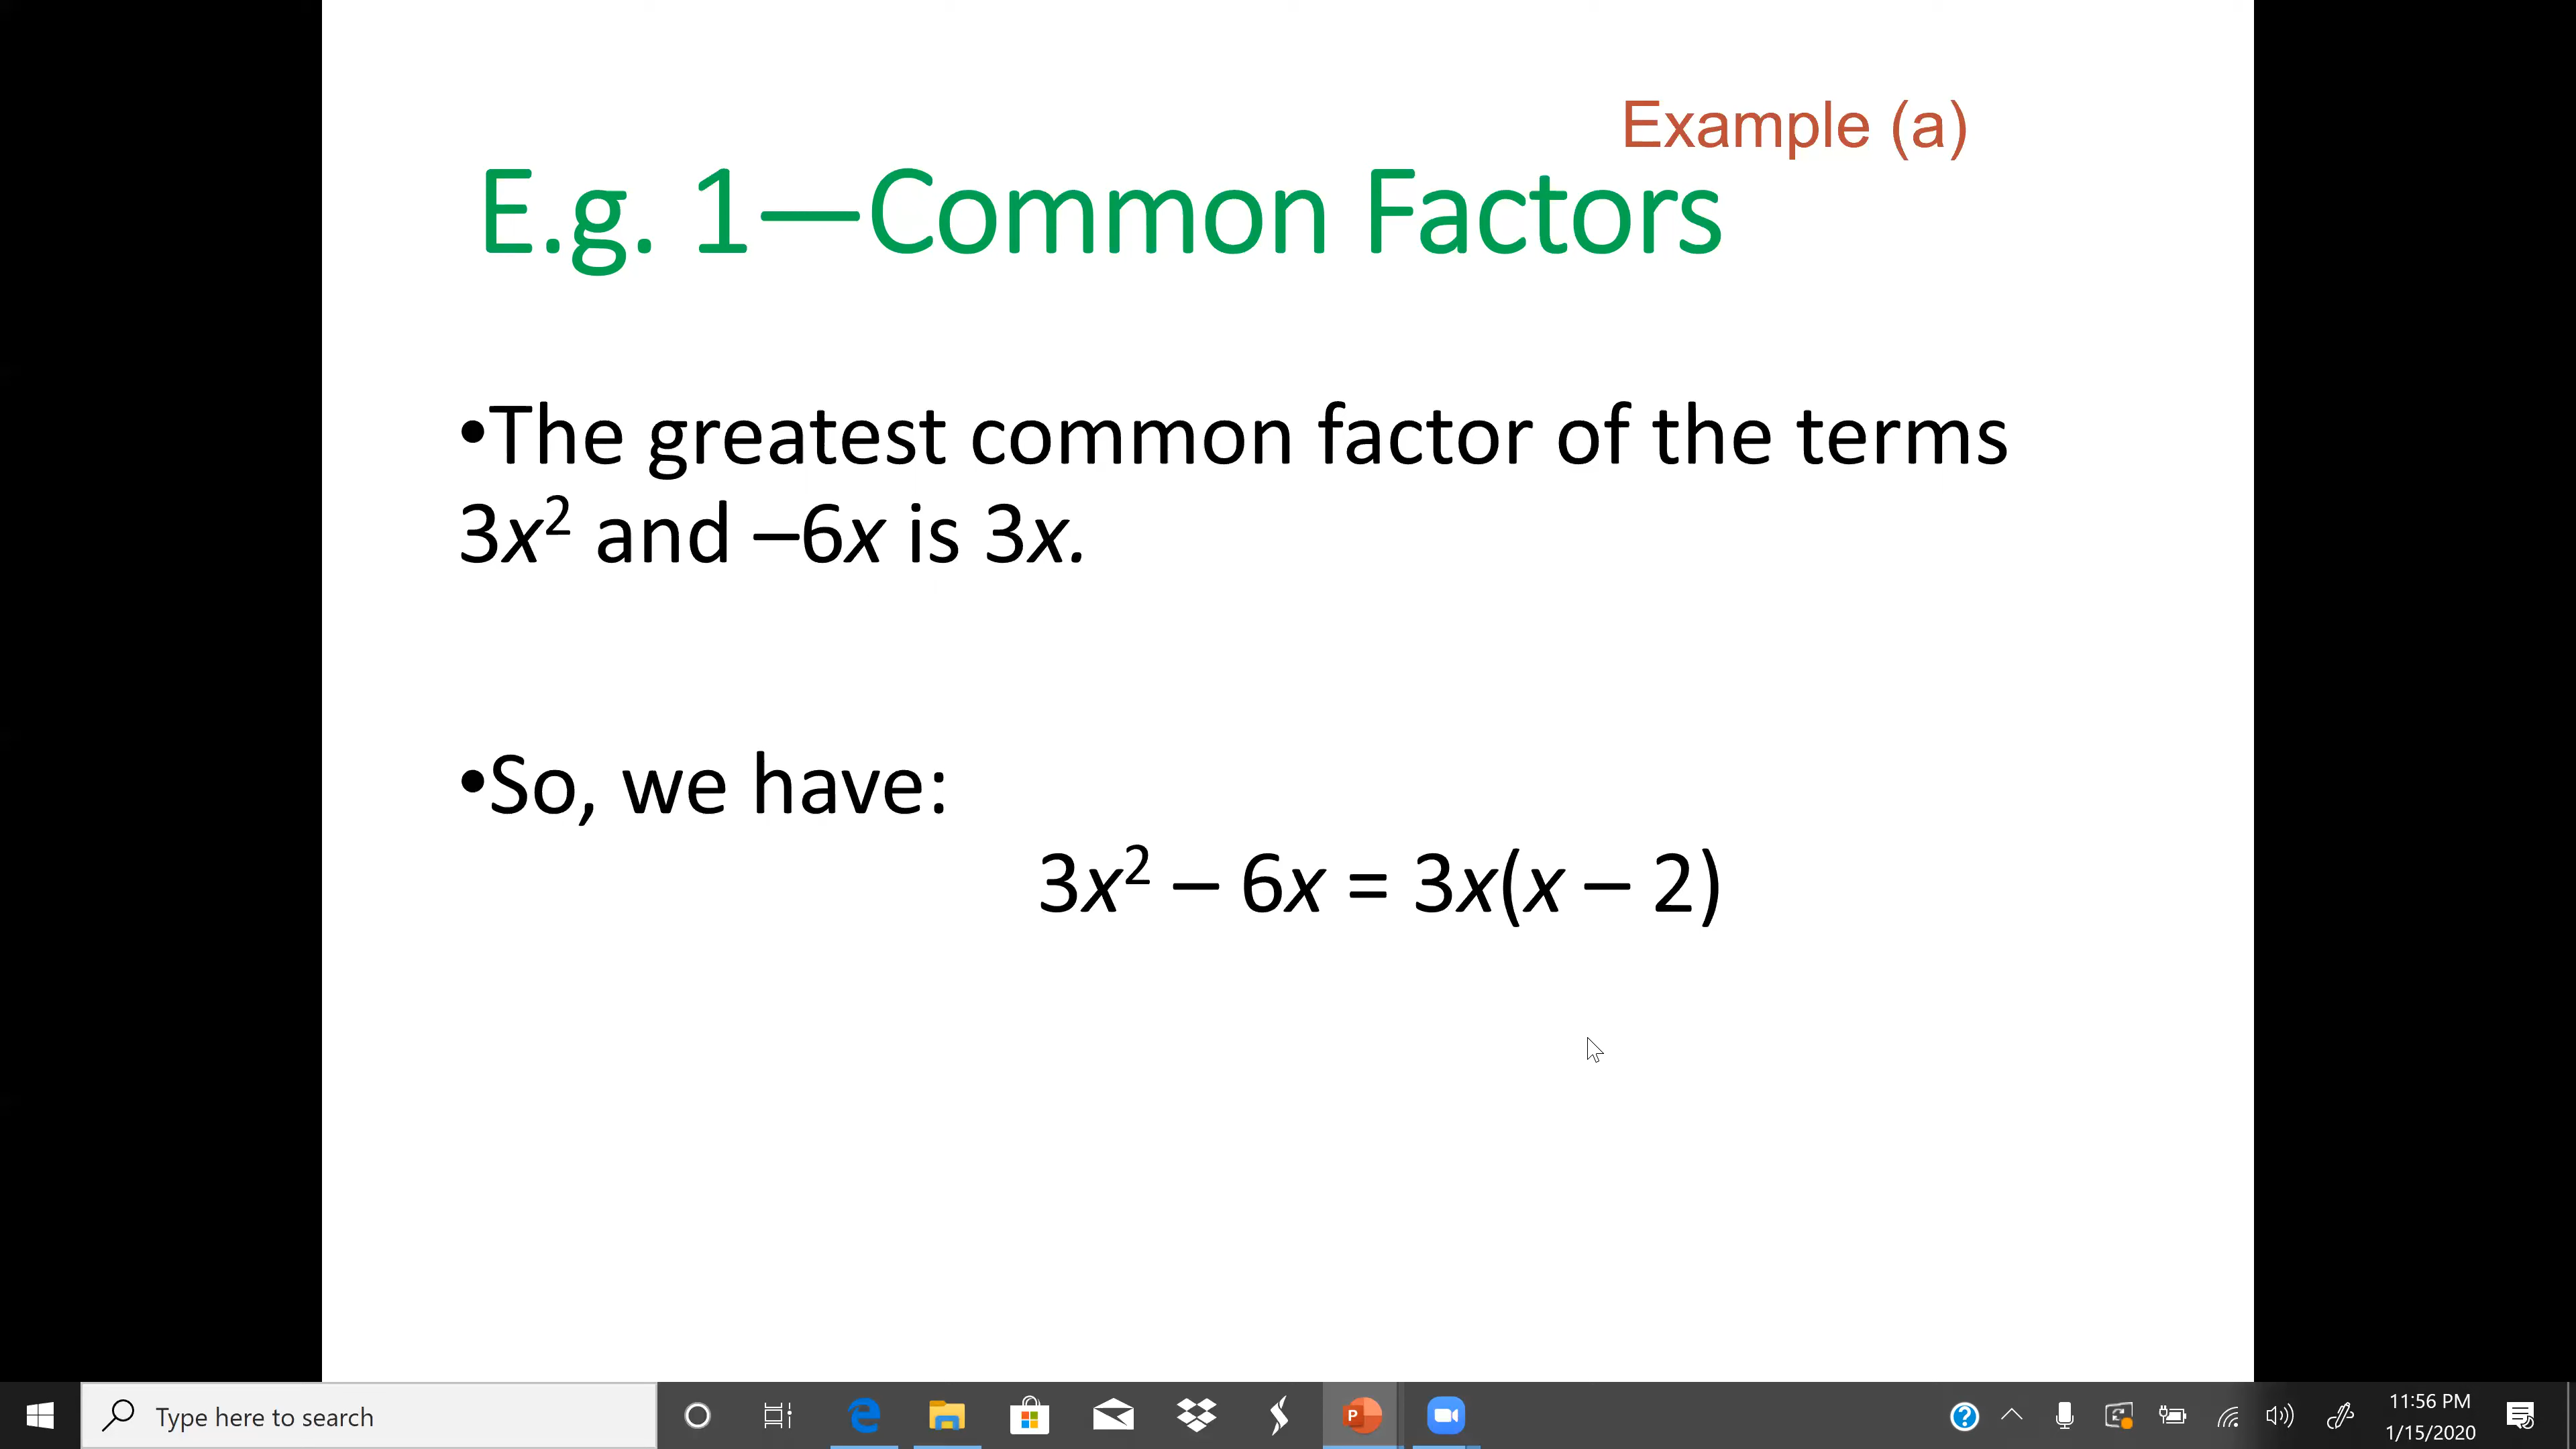 Example (a)
E.g. 1—Common Factors
•The greatest common factor of the terms
3x² and –6x is 3x.
•So, we have:
3x² – 6x = 3x(x – 2)
Type here to search
11:56 PM
1/15/2020